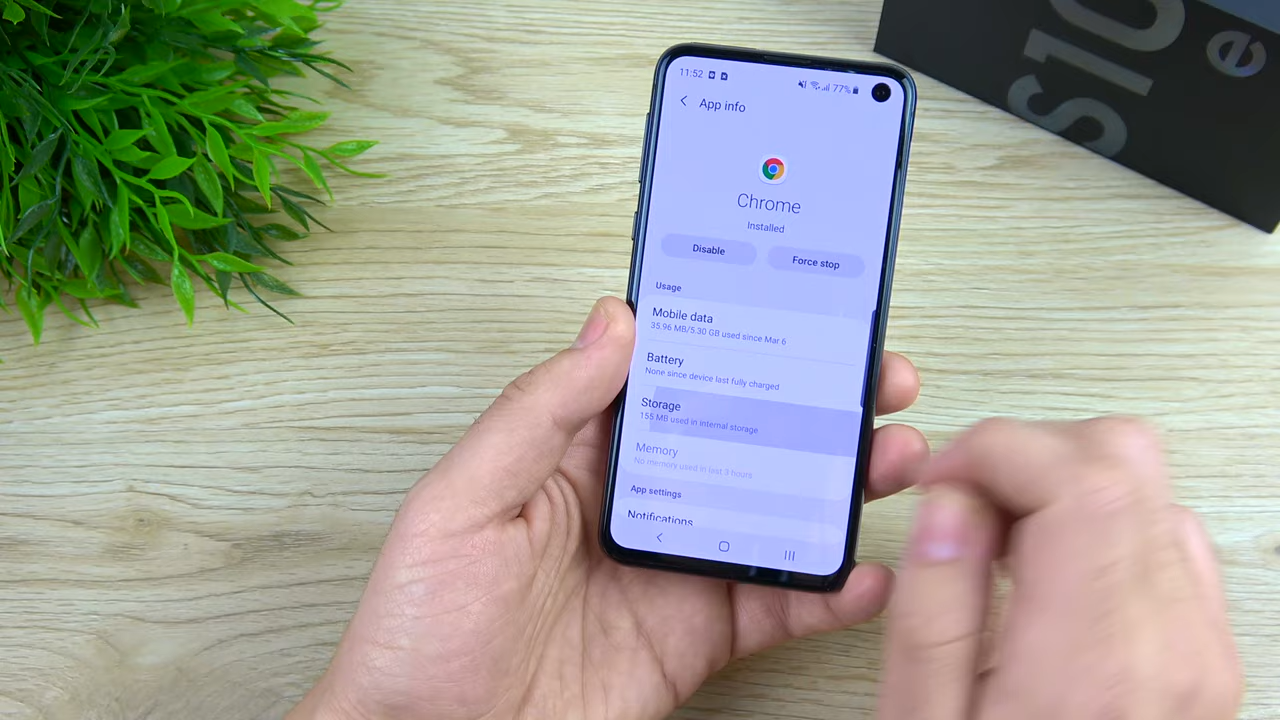 S10
e
11:52 77%
App info
Chrome
Installed
Disable Force stop
Usage
Mobile data
35.96 MB/5.30 GB used since Mar 6
Battery
None since device last fully charged
Storage
155 MB used in internal storage
Memory
No memory used in last 3 hours
App settings
Notifications